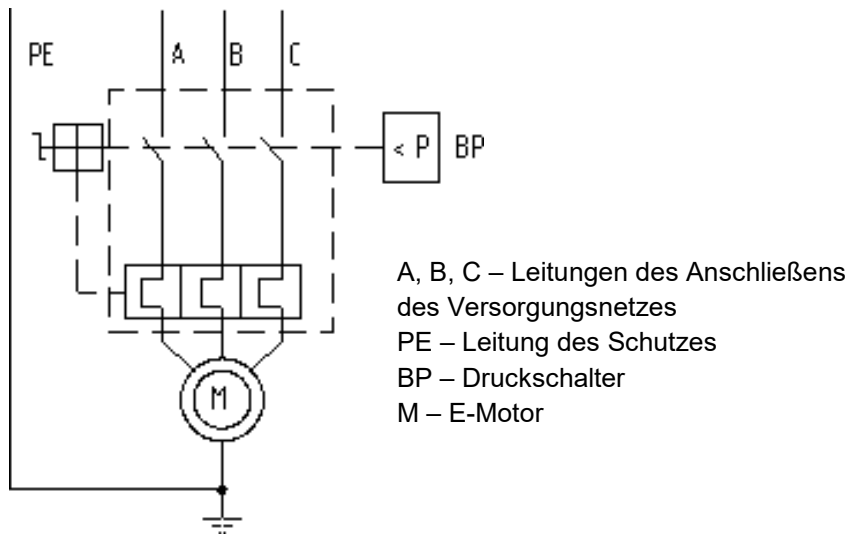 PE A B C
< P BP
A, B, C – Leitungen des Anschließens
des Versorgungsnetzes
PE – Leitung des Schutzes
BP – Druckschalter
M – E-Motor
M